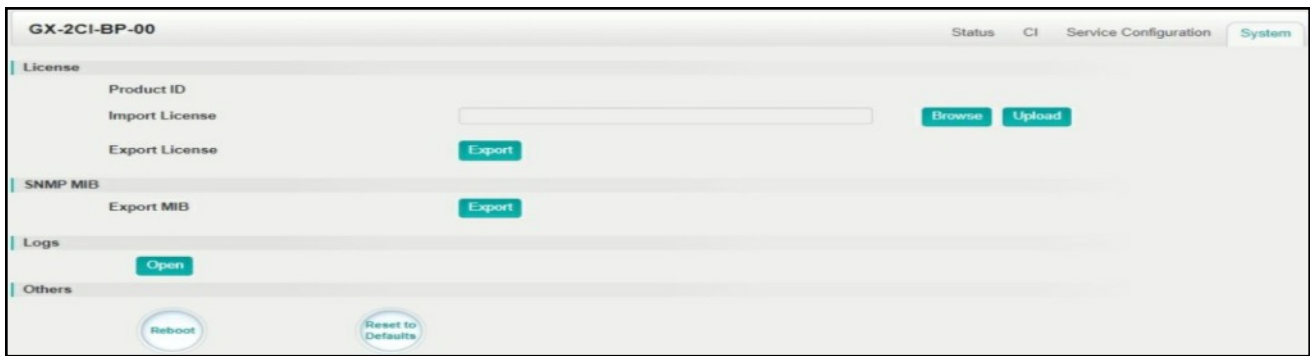 GX-2CI-BP-00
Status CI Service Configuration System
License
Product ID
Import License Browse Upload
Export License Export
SNMP MIB
Export MIB Export
Logs
Open
Others
Reboot Reset to
Defaults